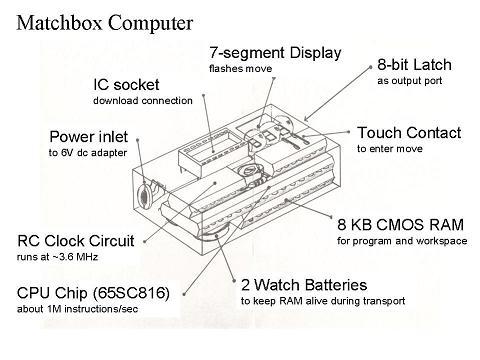 Matchbox Computer
7-segment Display
flashes move
8-bit Latch
as output port
IC socket
download connection
Power inlet
to 6V dc adapter
Touch Contact
to enter move
RC Clock Circuit
runs at ~3.6 MHz
8 KB CMOS RAM
for program and workspace
CPU Chip (65SC816)
about 1M instructions/sec
2 Watch Batteries
to keep RAM alive during transport